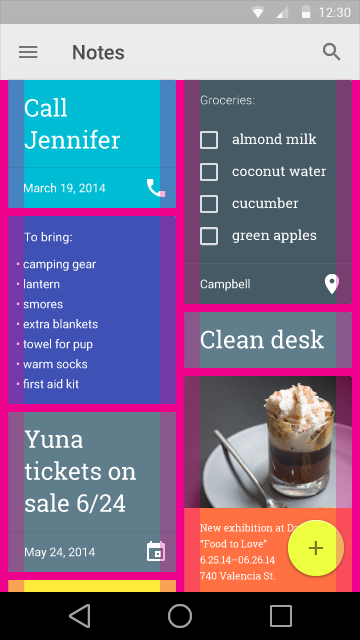 12:30
Notes
Call
Jennifer
March 19, 2014
To bring:
• camping gear
• lantern
• smores
• extra blankets
• towel for pup
• warm socks
• first aid kit
Yuna
tickets on
sale 6/24
May 24, 2014
Groceries:
almond milk
coconut water
cucumber
green apples
Campbell
Clean desk
New exhibition at
"Food to Love"
6.25.14–06.26.14
740 Valencia St.